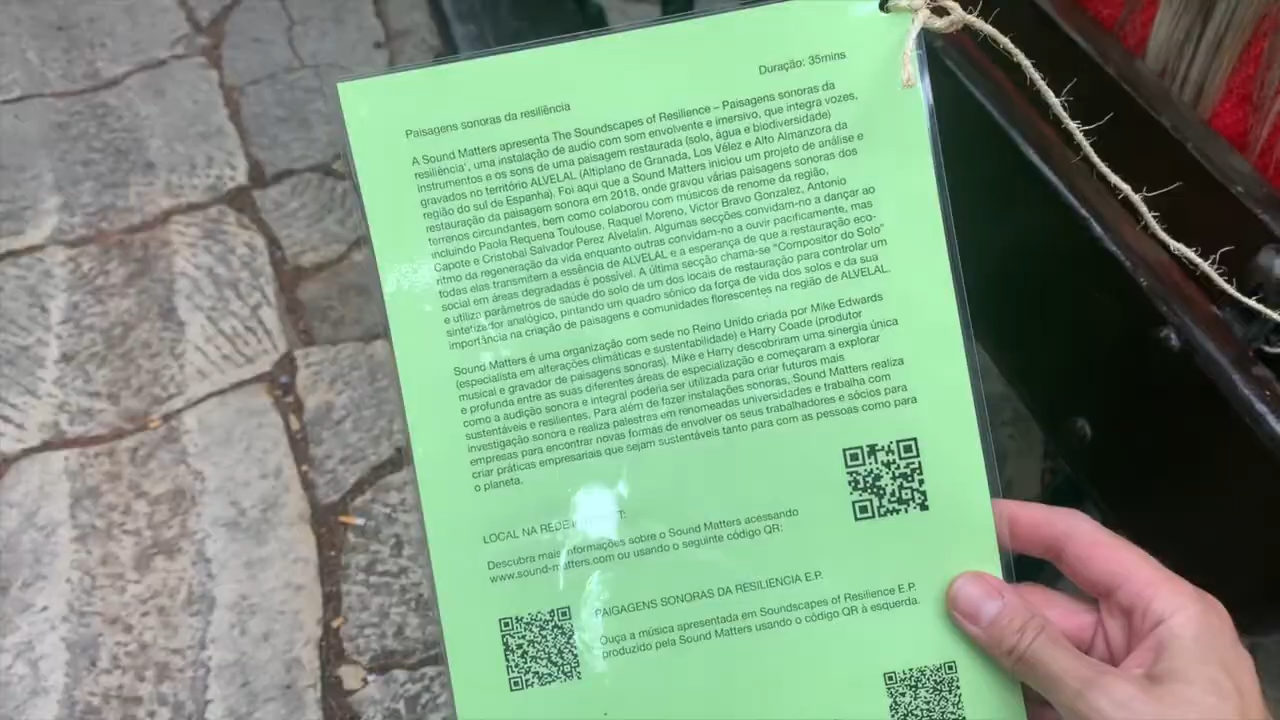 Duração: 35mins
Paisagens sonoras da resiliência
A Sound Matters apresenta The Soundscapes of Resilience – Paisagens sonoras da
resiliência', uma instalação de audio com som envolvente e imersivo, que integra vozes,
instrumentos e os sons de uma paisagem restaurada (solo, água e biodiversidade)
gravados no território ALVELAL (Altiplano de Granada, Los Vélez e Alto Almanzora da
região do sul de Espanha). Foi aqui que a Sound Matters iniciou um projeto de análise e
restauração da paisagem sonora em 2018, onde gravou várias paisagens sonoras dos
terrenos circundantes, bem como colaborou com músicos de renome da região,
incluindo Paola Requena Toulouse, Raquel Moreno, Victor Bravo Gonzalez, Antonio
Capote e Cristobal Salvador Perez Alvelalin. Algumas secções convidam-no a dançar ao
ritmo da regeneração da vida enquanto outras convidam-no a ouvir pacificamente, mas
todas elas transmitem a essência de ALVELAL e a esperança de que a restauração eco-
social em áreas degradadas é possível. A última secção chama-se “Compositor do Solo”
e utiliza parâmetros de saúde do solo de um dos locais de restauração para controlar um
sintetizador analógico, pintando um quadro sônico da força de vida dos solos e da sua
importância na criação de paisagens e comunidades florescentes na região de ALVELAL.
Sound Matters é uma organização com sede no Reino Unido criada por Mike Edwards
(especialista em alterações climáticas e sustentabilidade) e Harry Coade (produtor
musical e gravador de paisagens sonoras). Mike e Harry descobriram uma sinergia única
e profunda entre as suas diferentes áreas de especialização e começaram a explorar
como a audição sonora e integral poderia ser utilizada para criar futuros mais
sustentáveis e resilientes. Para além de fazer instalações sonoras, Sound Matters realiza
investigação sonora e realiza palestras em renomeadas universidades e trabalha com
empresas para encontrar novas formas de envolver os seus trabalhadores e sócios para
criar práticas empresariais que sejam sustentáveis tanto para com as pessoas como para
o planeta.
LOCAL NA REDE
Descubra mais informações sobre o Sound Matters acessando
www.sound-matters.com ou usando o seguinte código QR:
PAIGAGENS SONORAS DA RESILIENCIA E.P.
Ouça a música apresentada em Soundscapes of Resilience E.P.
produzido pela Sound Matters usando o código QR à esquerda.